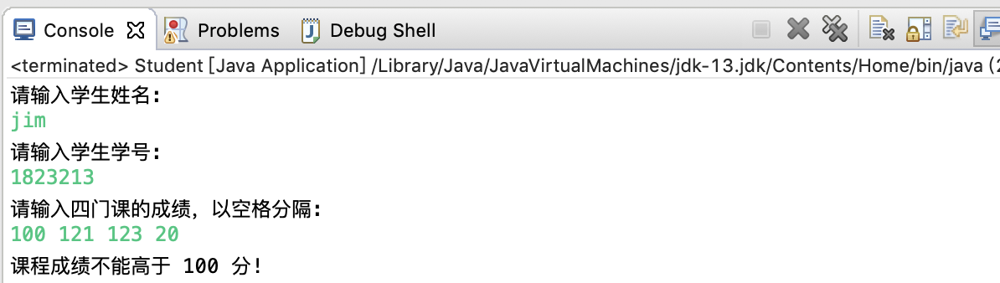 Console Problems Debug Shell
<terminated> Student [Java Application] /Library/Java/JavaVirtualMachines/jdk-13.jdk/Contents/Home/bin/java (2
请输入学生姓名:
jim
请输入学生学号:
1823213
请输入四门课的成绩，以空格分隔:
100 121 123 20
课程成绩不能高于 100 分!